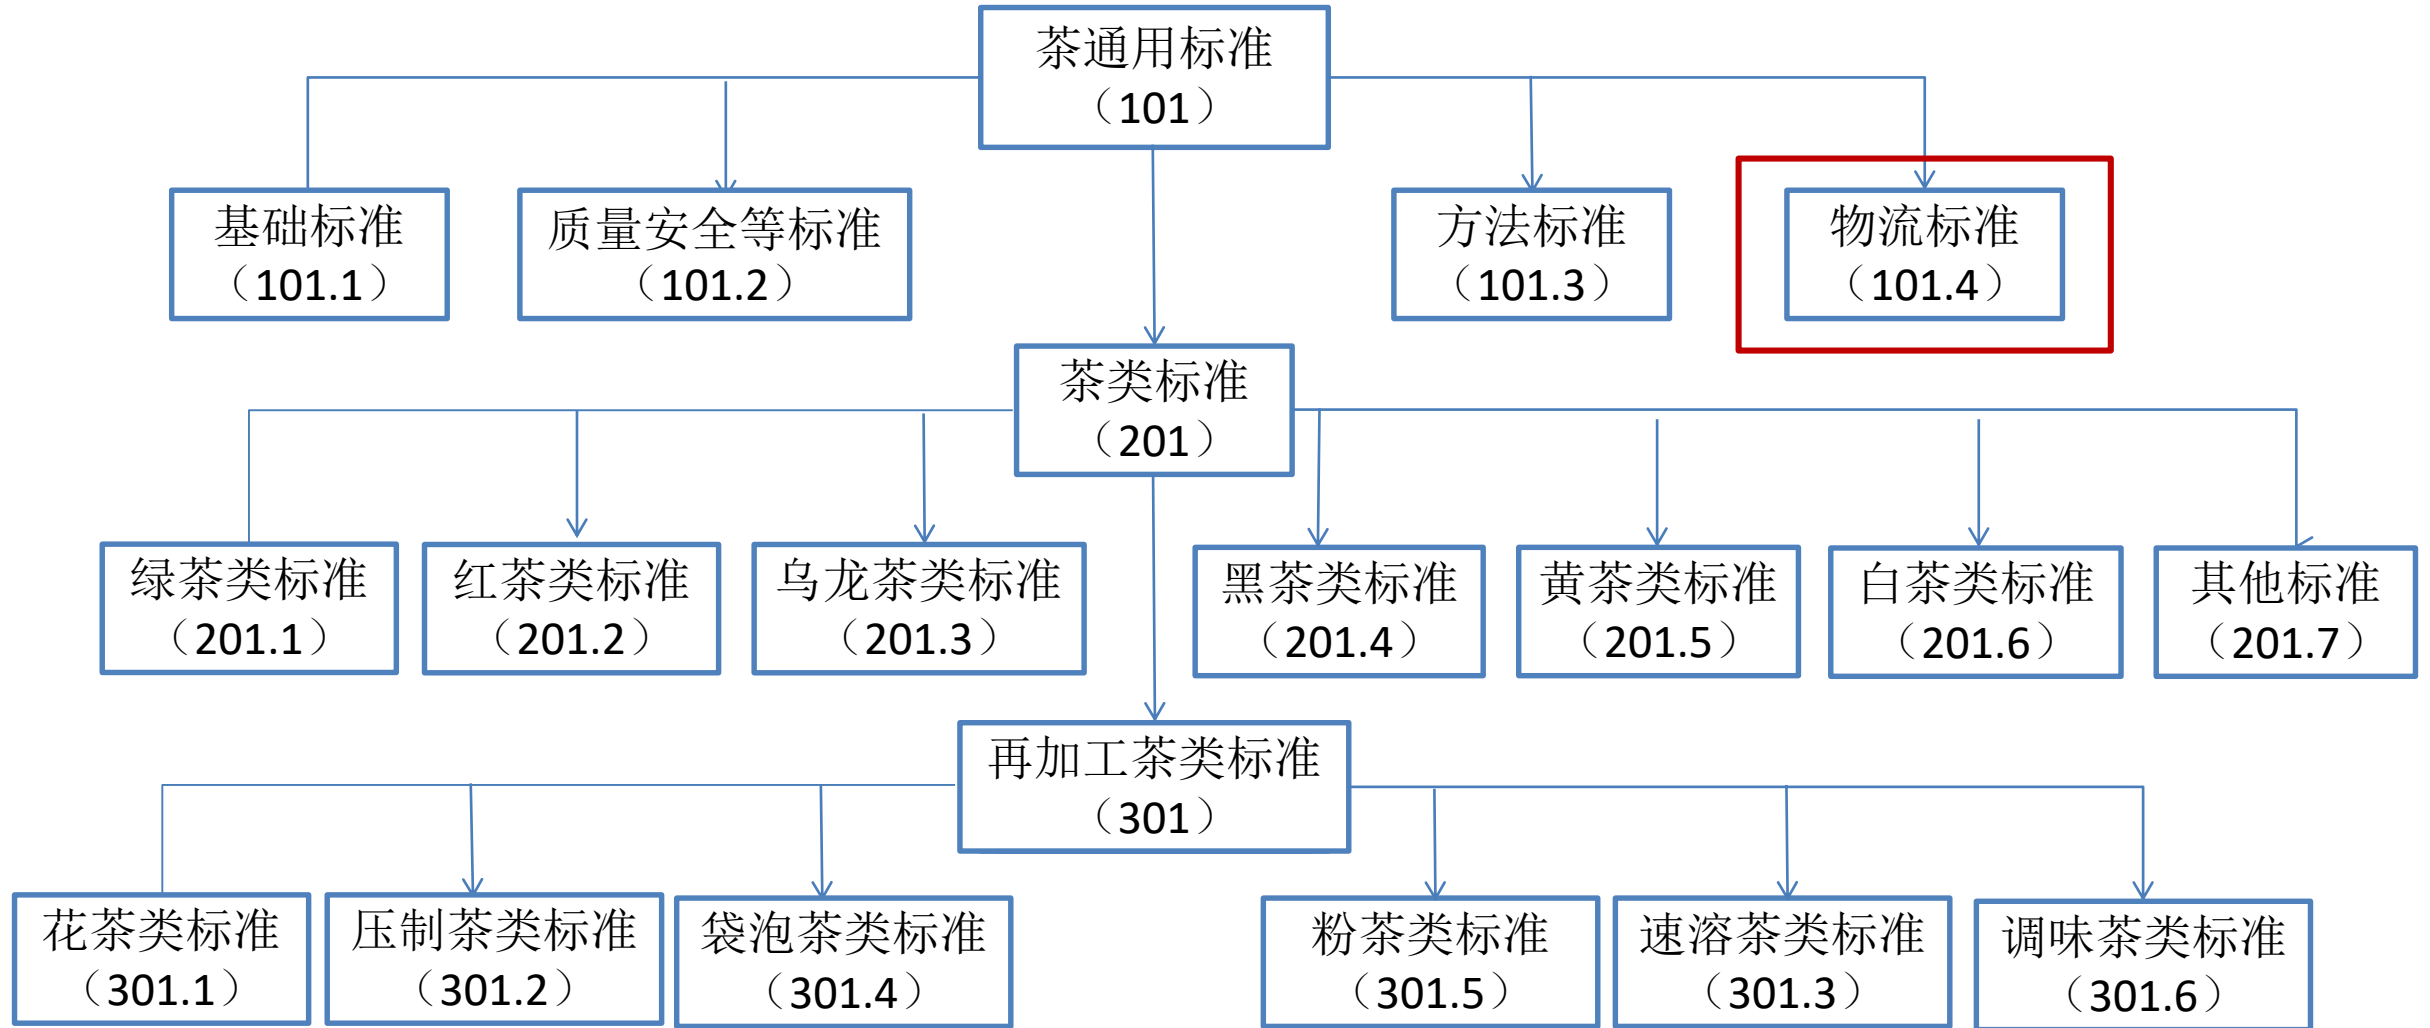 茶通用标准
（101）
基础标准
（101.1）
质量安全等标准
（101.2）
方法标准
（101.3）
物流标准
（101.4）
茶类标准
（201）
绿茶类标准
（201.1）
红茶类标准
（201.2）
乌龙茶类标准
（201.3）
黑茶类标准
（201.4）
黄茶类标准
（201.5）
白茶类标准
（201.6）
其他标准
（201.7）
再加工茶类标准
（301）
花茶类标准
（301.1）
压制茶类标准
（301.2）
袋泡茶类标准
（301.4）
粉茶类标准
（301.5）
速溶茶类标准
（301.3）
调味茶类标准
（301.6）